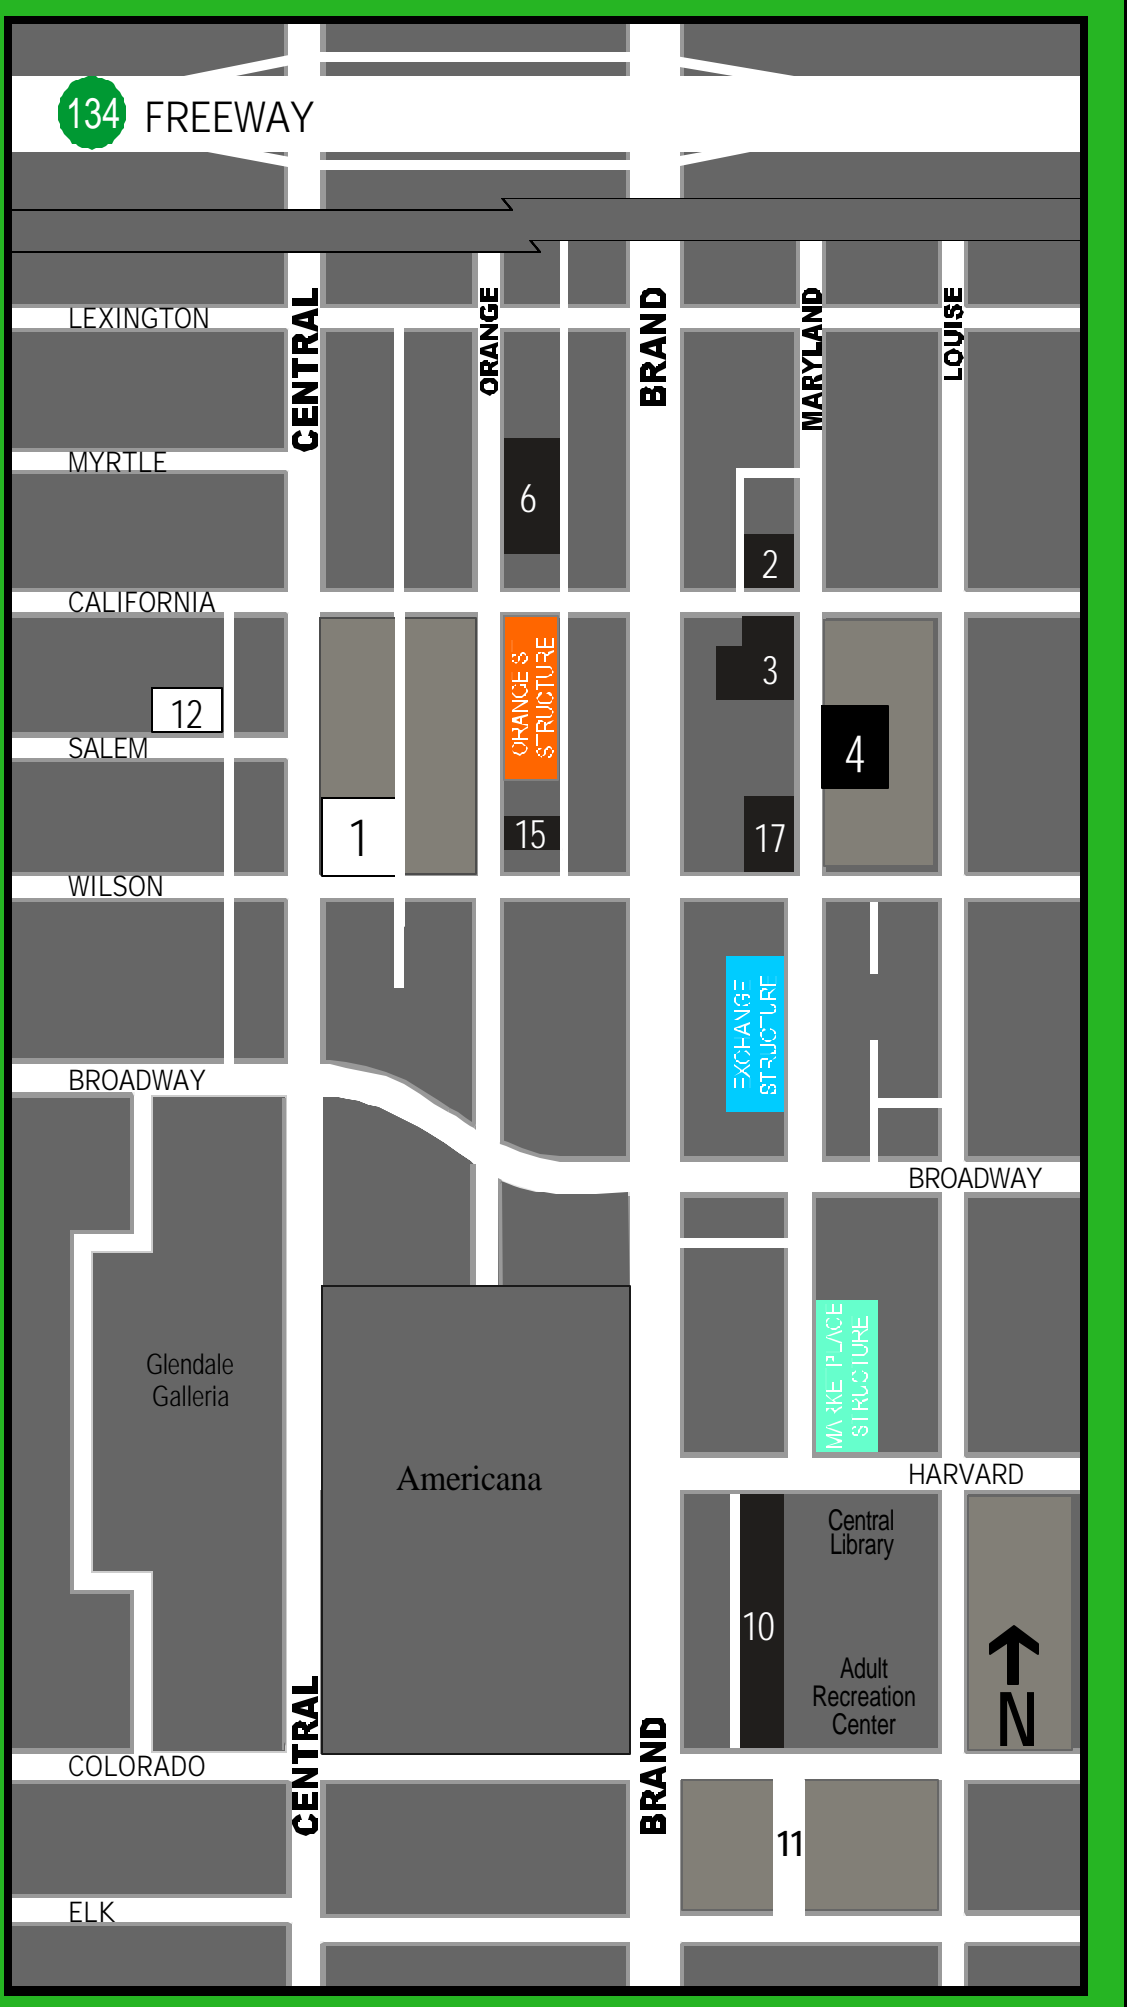 134 FREEWAY
LEXINGTON
CENTRAL
ORANGE
BRAND
MARYLAND
LOUISE
MYRTLE
6
2
CALIFORNIA
ORANGE ST
STRUCTURE
3
12
SALEM
4
1
15
17
WILSON
EXCHANGE
STRUCTURE
BROADWAY
BROADWAY
Glendale
Galleria
MARKETPLACE
STRUCTURE
Americana
HARVARD
Central
Library
10
Adult
Recreation
Center
N
COLORADO
CENTRAL
BRAND
11
ELK